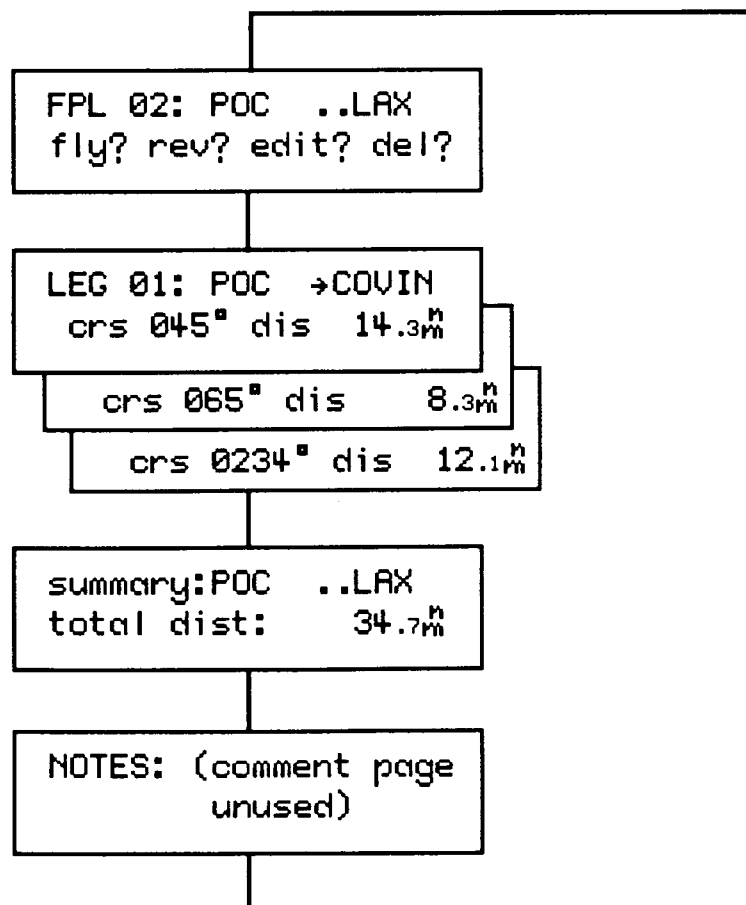 FPL 02: POC ..LAX
fly? rev? edit? del?
LEG 01: POC →COVIN
crs 045° dis 14.3nm
crs 065° dis 8.3nm
crs 0234° dis 12.1nm
summary:POC ..LAX
total dist: 34.7nm
NOTES: (comment page
unused)